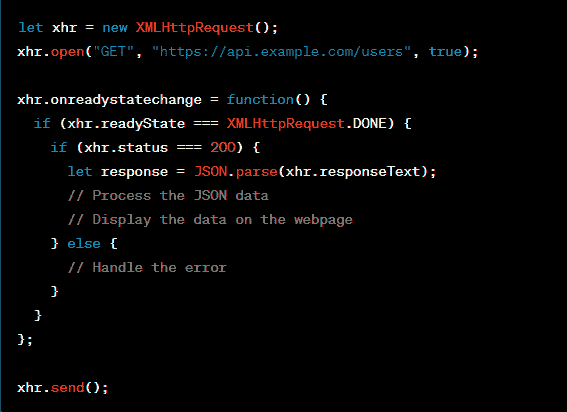 let xhr = new XMLHttpRequest();
xhr.open("GET", "https://api.example.com/users", true);

xhr.onreadystatechange = function() {
  if (xhr.readyState === XMLHttpRequest.DONE) {
    if (xhr.status === 200) {
      let response = JSON.parse(xhr.responseText);
      // Process the JSON data
      // Display the data on the webpage
    } else {
      // Handle the error
    }
  }
};

xhr.send();